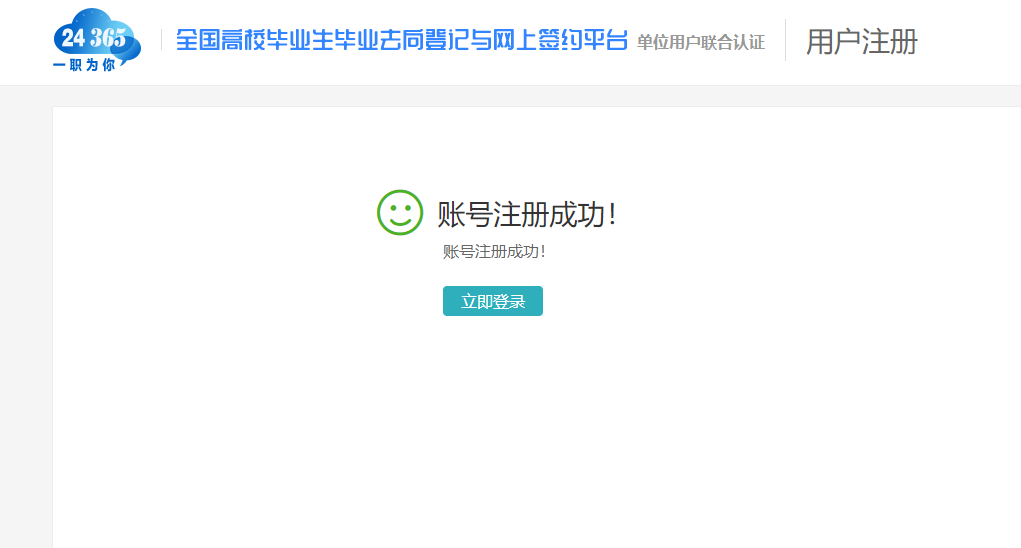 24 365
一职为你
全国高校毕业生毕业去向登记与网上签约平台 单位用户联合认证 用户注册
账号注册成功！
账号注册成功！
立即登录